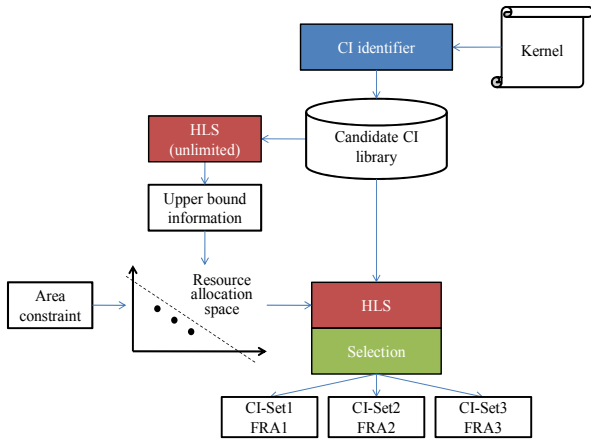 CI identifier
Kernel
HLS
(unlimited)
Candidate CI
library
Upper bound
information
Area
constraint
Resource
allocation
space
HLS
Selection
CI-Set1
FRA1
CI-Set2
FRA2
CI-Set3
FRA3